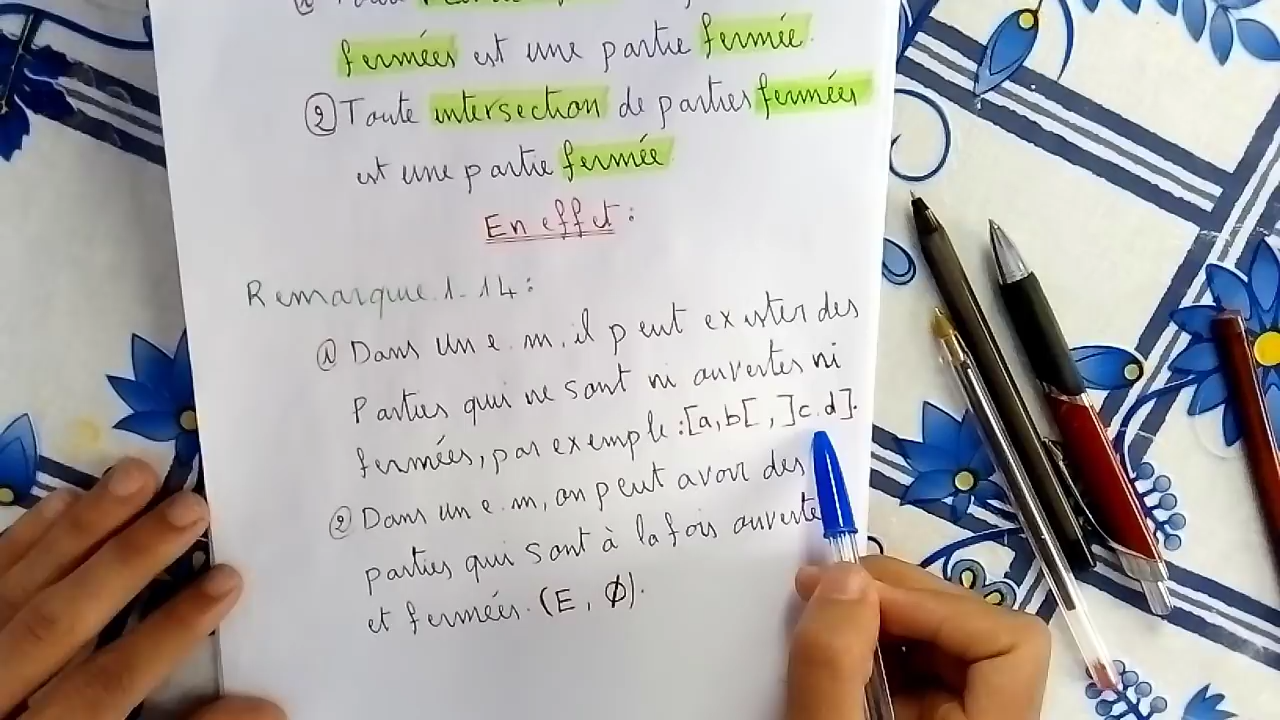 fermées est une partie fermée.
② Toute intersection de parties fermées
est une partie fermée
En effet :
Remarque 1.14 :
① Dans un e.m, il peut exister des
Parties qui ne sont ni ouvertes ni
fermées, par exemple : [a,b[ , ]c.d].
② Dans un e.m, on peut avoir des
parties qui sont à la fois ouverte
et fermées. (E, Ø).